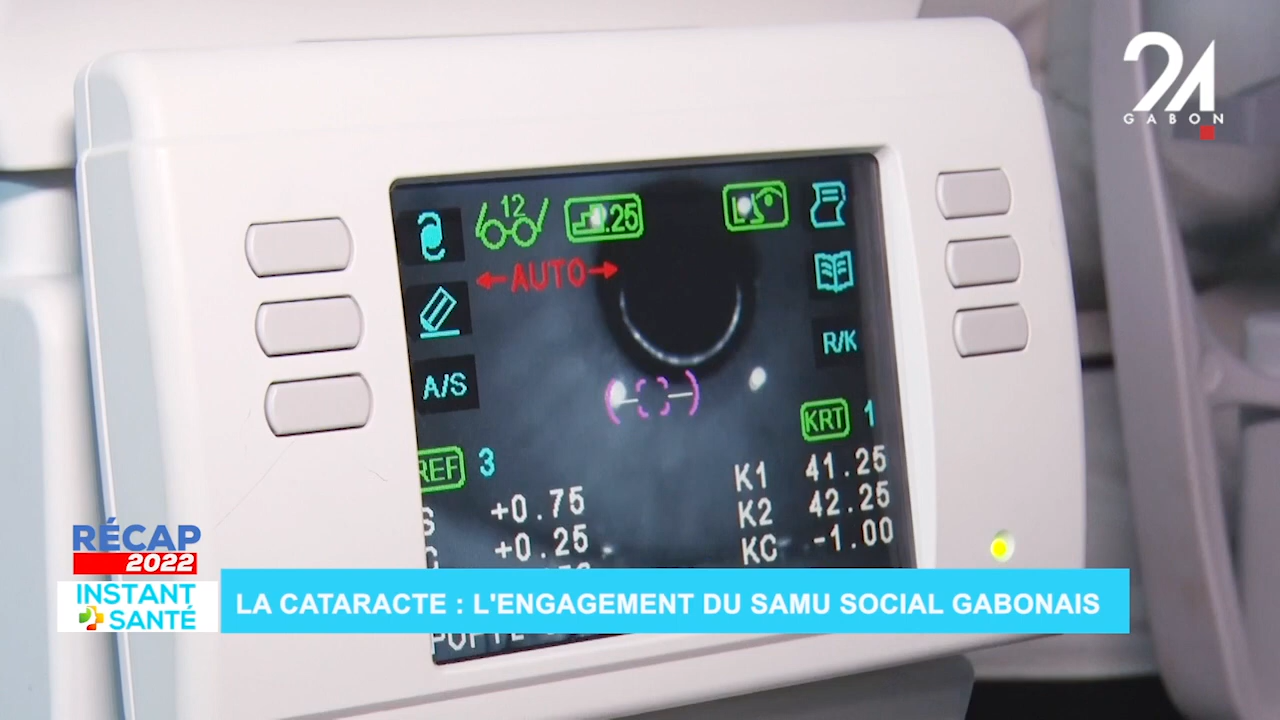 24
GABON
12
.25
←AUTO→
A/S
R/K
REF 3
KRT 1
S +0.75
+0.25
K1 41.25
K2 42.25
KC -1.00
RÉCAP
2022
INSTANT
SANTÉ
LA CATARACTE : L'ENGAGEMENT DU SAMU SOCIAL GABONAIS